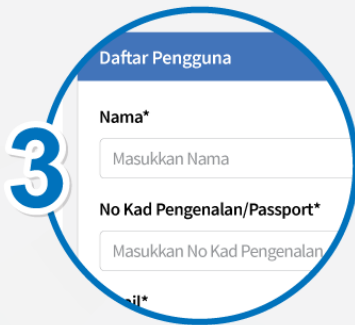 Daftar Pengguna
Nama*
Masukkan Nama
3
No Kad Pengenalan/Passport*
Masukkan No Kad Pengenalan